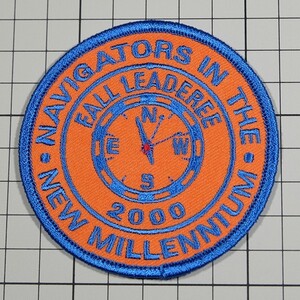 • NAVIGATORS IN THE •
NEW MILLENNIUM
FALL LEADEREE
N
E W
S
2000